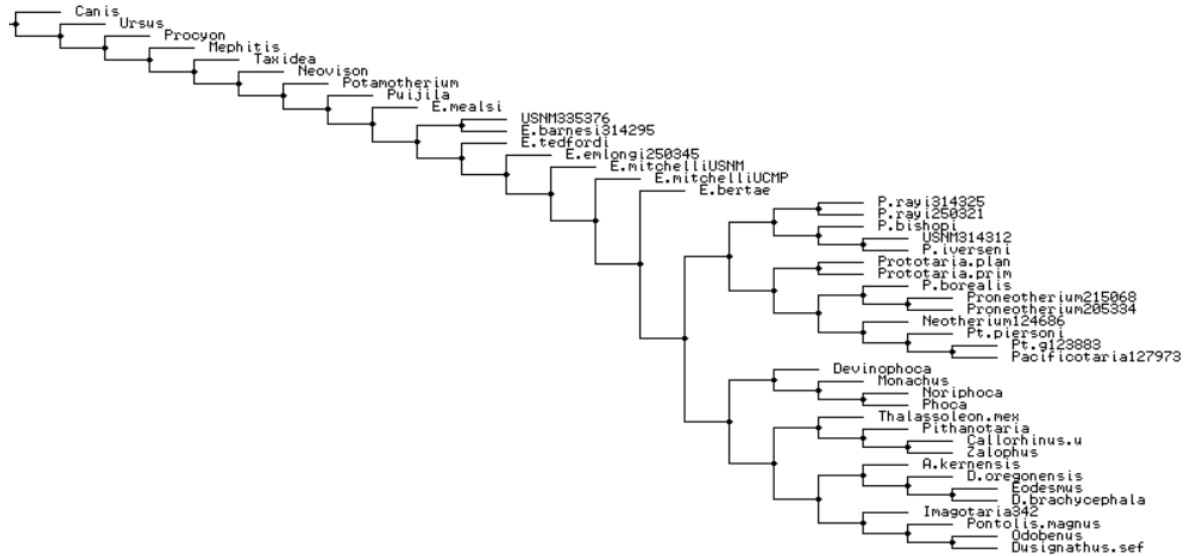 Canis
Ursus
Procyon
Mephitis
Taxidea
Neovison
Potamotherium
Puijila
E.mealsi
USNM335376
E.barnesi314295
E.tedfordi
E.emlongi250345
E.mitchelliUSNM
E.mitchelliUCMP
E.bertae
P.rayi314325
P.rayi250321
P.bishopi
USNM314312
P.iverseni
Prototaria.plan
Prototaria.prim
P.borealis
Proneotherium215068
Proneotherium205334
Neotherium124686
Pt.piersoni
Pt.g123883
Pacificotaria127973
Devinophoca
Monachus
Noriphoca
Phoca
Thalassoleon.mex
Pithanotaria
Callorhinus.u
Zalophus
A.kernensis
D.oregonensis
Eodesmus
D.brachycephala
Imagotaria342
Pontolis.magnus
Odobenus
Dusignathus.sef